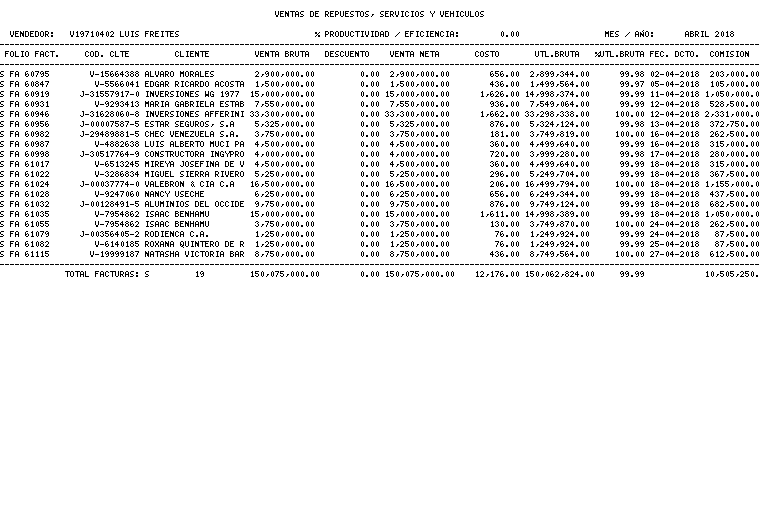 VENTAS DE REPUESTOS, SERVICIOS Y VEHICULOS
VENDEDOR: V19710402 LUIS FREITES % PRODUCTIVIDAD / EFICIENCIA: 0.00 MES / AÑO: ABRIL 2018
FOLIO FACT. COD. CLTE CLIENTE VENTA BRUTA DESCUENTO VENTA NETA COSTO UTL.BRUTA %UTL.BRUTA FEC. DCTO. COMISION
S FA 60795 V-15664388 ALVARO MORALES 2,900,000.00 0.00 2,900,000.00 656.00 2,899,344.00 99.98 02-04-2018 203,000.00
S FA 60847 V-5566041 EDGAR RICARDO ACOSTA 1,500,000.00 0.00 1,500,000.00 436.00 1,499,564.00 99.97 05-04-2018 105,000.00
S FA 60919 J-31557917-0 INVERSIONES WG 1977 15,000,000.00 0.00 15,000,000.00 1,626.00 14,998,374.00 99.99 11-04-2018 1,050,000.00
S FA 60931 V-9293413 MARIA GABRIELA ESTAB 7,550,000.00 0.00 7,550,000.00 936.00 7,549,064.00 99.99 12-04-2018 528,500.00
S FA 60946 J-31628060-8 INVERSIONES AFFERINI 33,300,000.00 0.00 33,300,000.00 1,662.00 33,298,338.00 100.00 12-04-2018 2,331,000.00
S FA 60956 J-00007587-5 ESTAR SEGUROS, S.A 5,325,000.00 0.00 5,325,000.00 876.00 5,324,124.00 99.98 13-04-2018 372,750.00
S FA 60982 J-29489881-5 CHEC VENEZUELA S.A. 3,750,000.00 0.00 3,750,000.00 181.00 3,749,819.00 100.00 16-04-2018 262,500.00
S FA 60987 V-4882638 LUIS ALBERTO MUCI PA 4,500,000.00 0.00 4,500,000.00 360.00 4,499,640.00 99.99 16-04-2018 315,000.00
S FA 60998 J-30517764-9 CONSTRUCTORA INGYPRO 4,000,000.00 0.00 4,000,000.00 720.00 3,999,280.00 99.98 17-04-2018 280,000.00
S FA 61017 V-6513245 MIREYA JOSEFINA DE V 4,500,000.00 0.00 4,500,000.00 360.00 4,499,640.00 99.99 18-04-2018 315,000.00
S FA 61022 V-3286834 MIGUEL SIERRA RIVERO 5,250,000.00 0.00 5,250,000.00 296.00 5,249,704.00 99.99 18-04-2018 367,500.00
S FA 61024 J-00037774-0 VALEBRON & CIA C.A 16,500,000.00 0.00 16,500,000.00 206.00 16,499,794.00 100.00 18-04-2018 1,155,000.00
S FA 61028 V-9247060 NANCY USECHE 6,250,000.00 0.00 6,250,000.00 656.00 6,249,344.00 99.99 18-04-2018 437,500.00
S FA 61032 J-00128491-5 ALUMINIOS DEL OCCIDE 9,750,000.00 0.00 9,750,000.00 876.00 9,749,124.00 99.99 18-04-2018 682,500.00
S FA 61035 V-7954862 ISAAC BENHAMU 15,000,000.00 0.00 15,000,000.00 1,611.00 14,998,389.00 99.99 18-04-2018 1,050,000.00
S FA 61055 V-7954862 ISAAC BENHAMU 3,750,000.00 0.00 3,750,000.00 130.00 3,749,870.00 100.00 24-04-2018 262,500.00
S FA 61079 J-00356405-2 RODIENCA C.A. 1,250,000.00 0.00 1,250,000.00 76.00 1,249,924.00 99.99 24-04-2018 87,500.00
S FA 61082 V-6140185 ROXANA QUINTERO DE R 1,250,000.00 0.00 1,250,000.00 76.00 1,249,924.00 99.99 25-04-2018 87,500.00
S FA 61115 V-19999187 NATASHA VICTORIA BAR 8,750,000.00 0.00 8,750,000.00 436.00 8,749,564.00 100.00 27-04-2018 612,500.00
TOTAL FACTURAS: S 19 150,075,000.00 0.00 150,075,000.00 12,176.00 150,062,824.00 99.99 10,505,250.